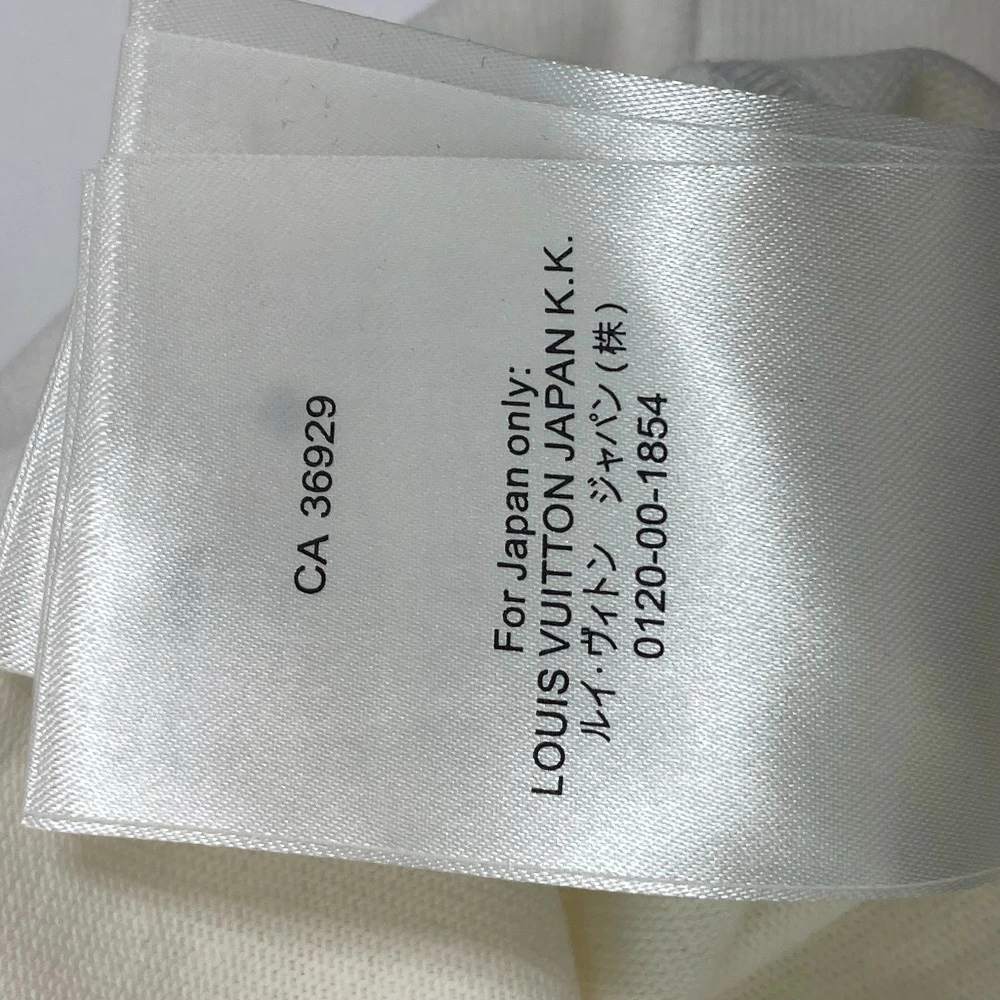 CA 36929
For Japan only:
LOUIS VUITTON JAPAN K.K.
ルイ・ヴィトン ジャパン(株)
0120-00-1854